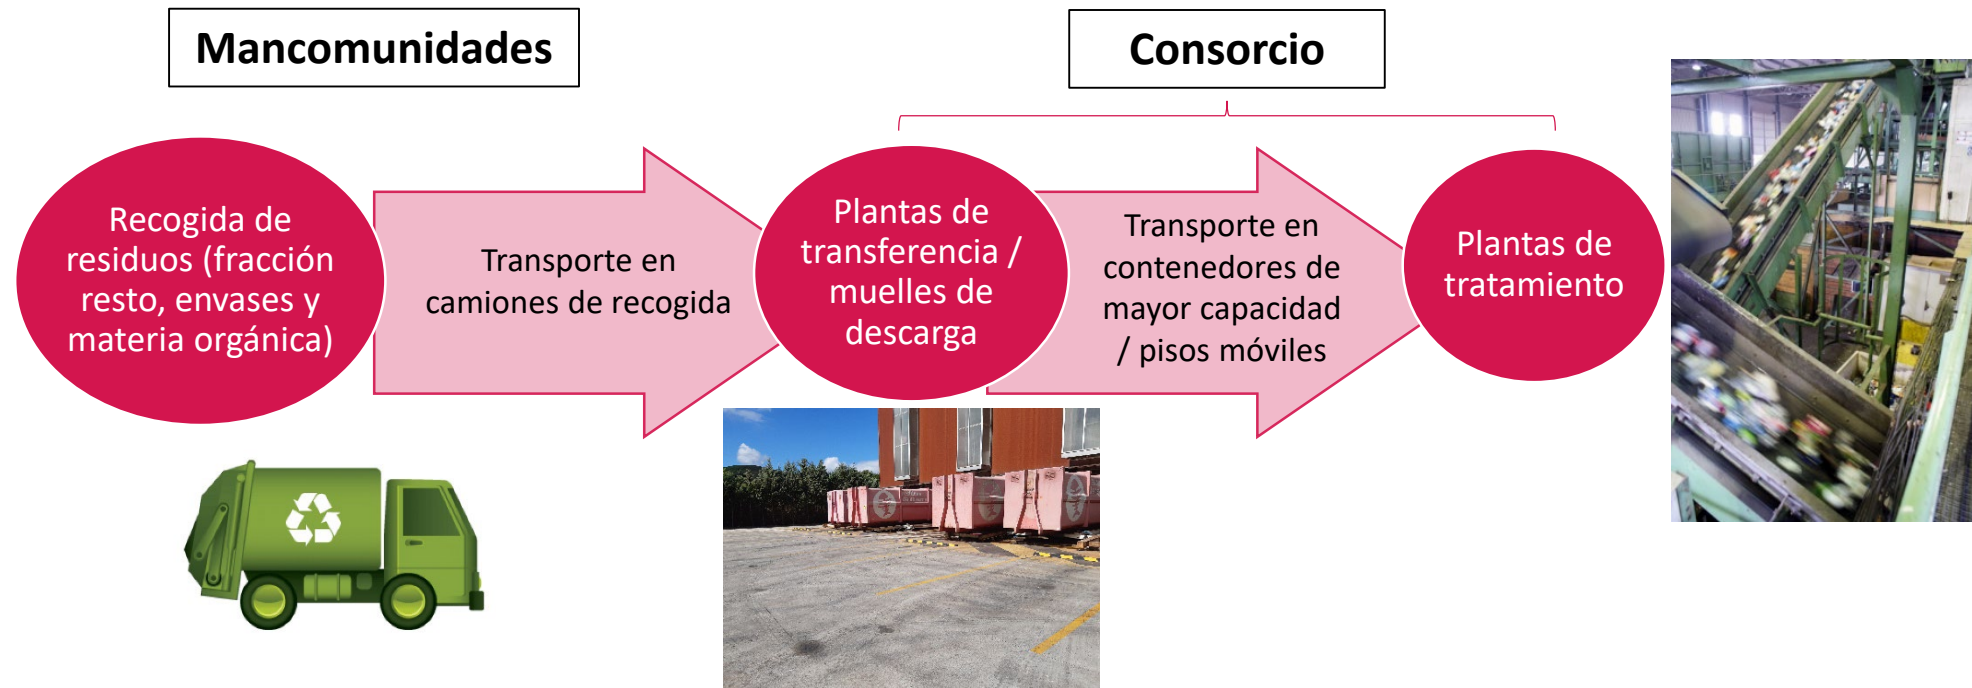 Mancomunidades
Consorcio
Recogida de
residuos (fracción
resto, envases y
materia orgánica)
Transporte en
camiones de recogida
Plantas de
transferencia /
muelles de
descarga
Transporte en
contenedores de
mayor capacidad
/ pisos móviles
Plantas de
tratamiento